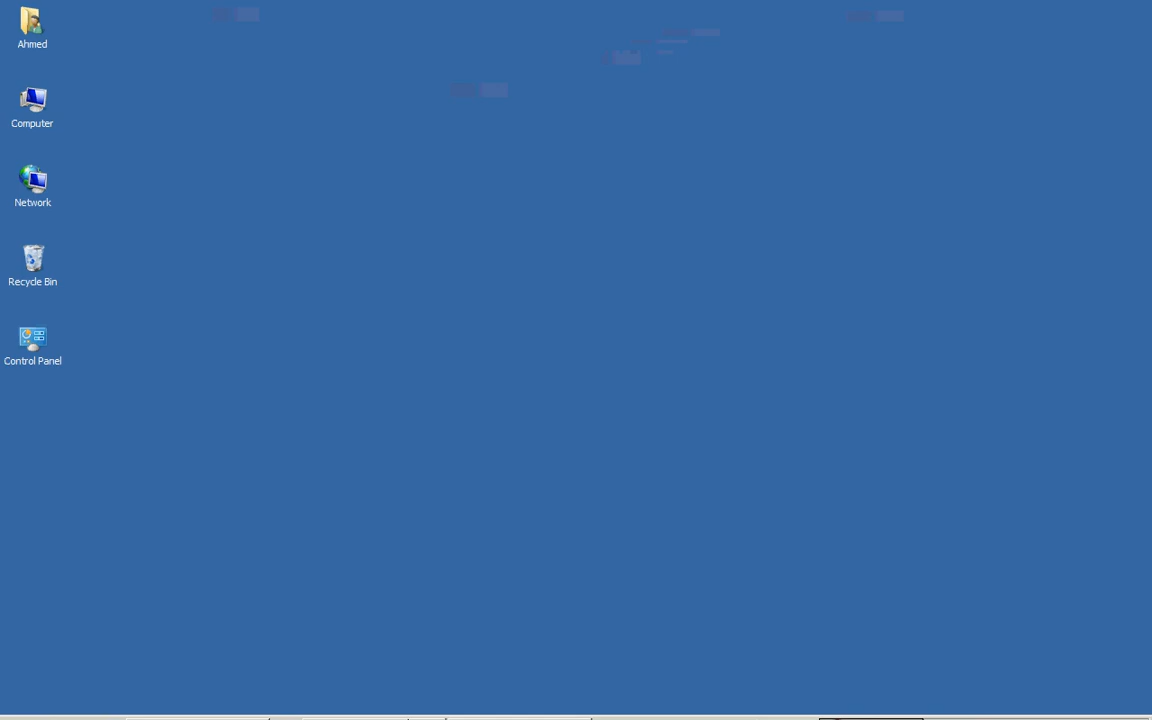 Ahmed
Computer
Network
Recycle Bin
Control Panel